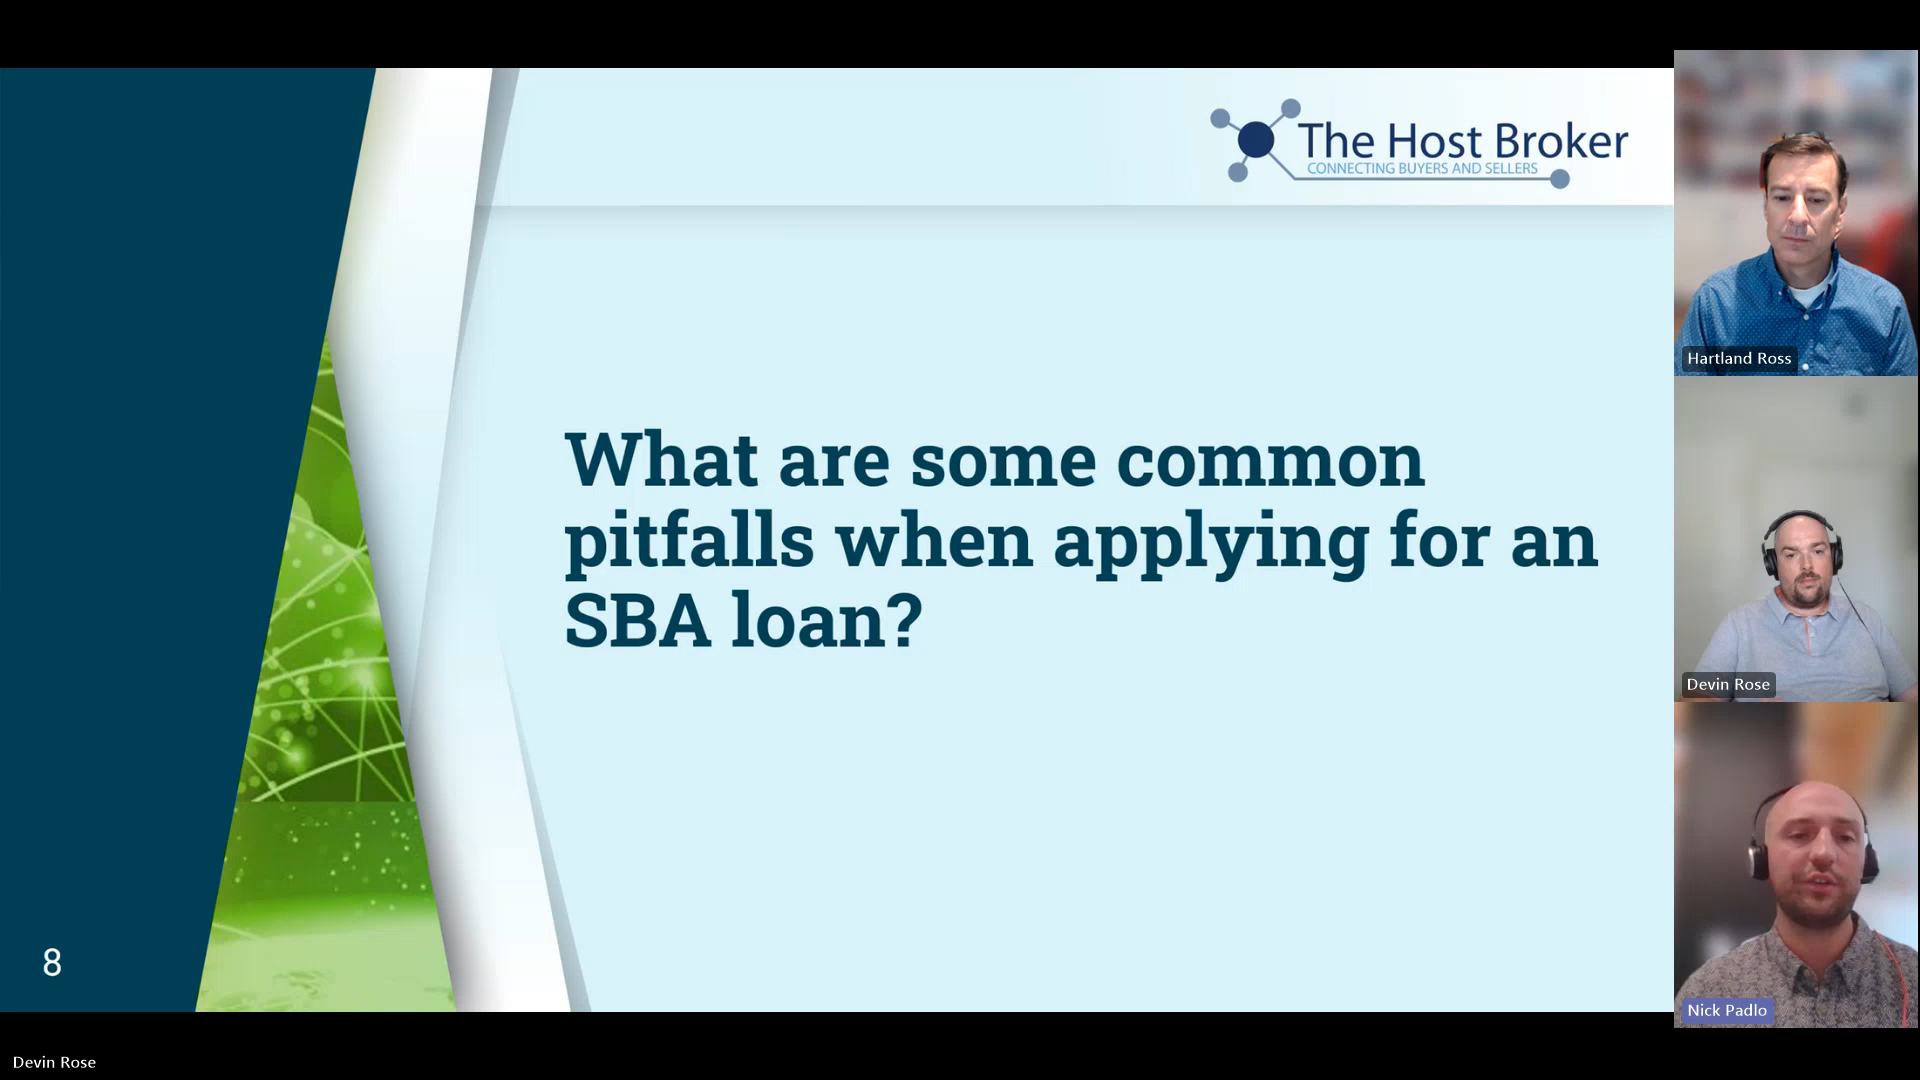 The Host Broker
CONNECTING BUYERS AND SELLERS
What are some common
pitfalls when applying for an
SBA loan?
8
Hartland Ross
Devin Rose
Nick Padlo
Devin Rose